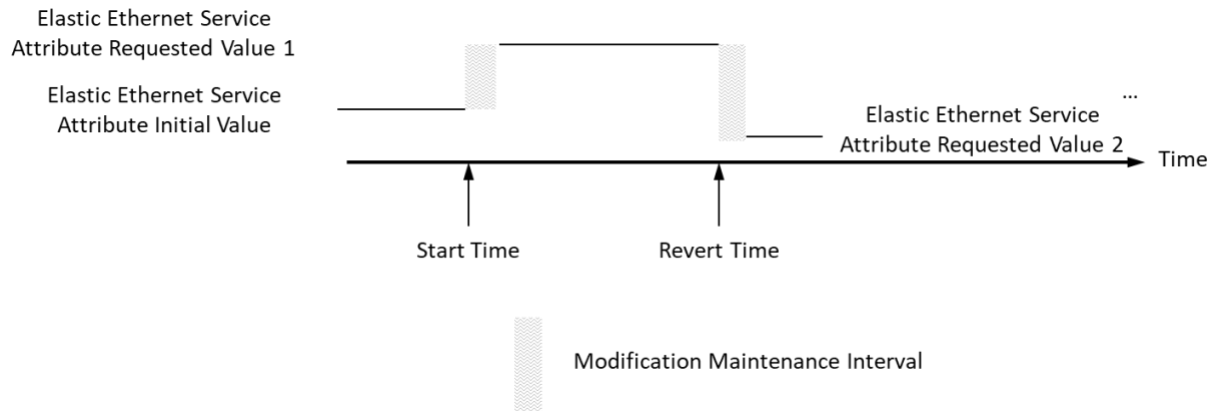 Elastic Ethernet Service
Attribute Requested Value 1
Elastic Ethernet Service
Attribute Initial Value
...
Elastic Ethernet Service
Attribute Requested Value 2
Time
Start Time
Revert Time
Modification Maintenance Interval